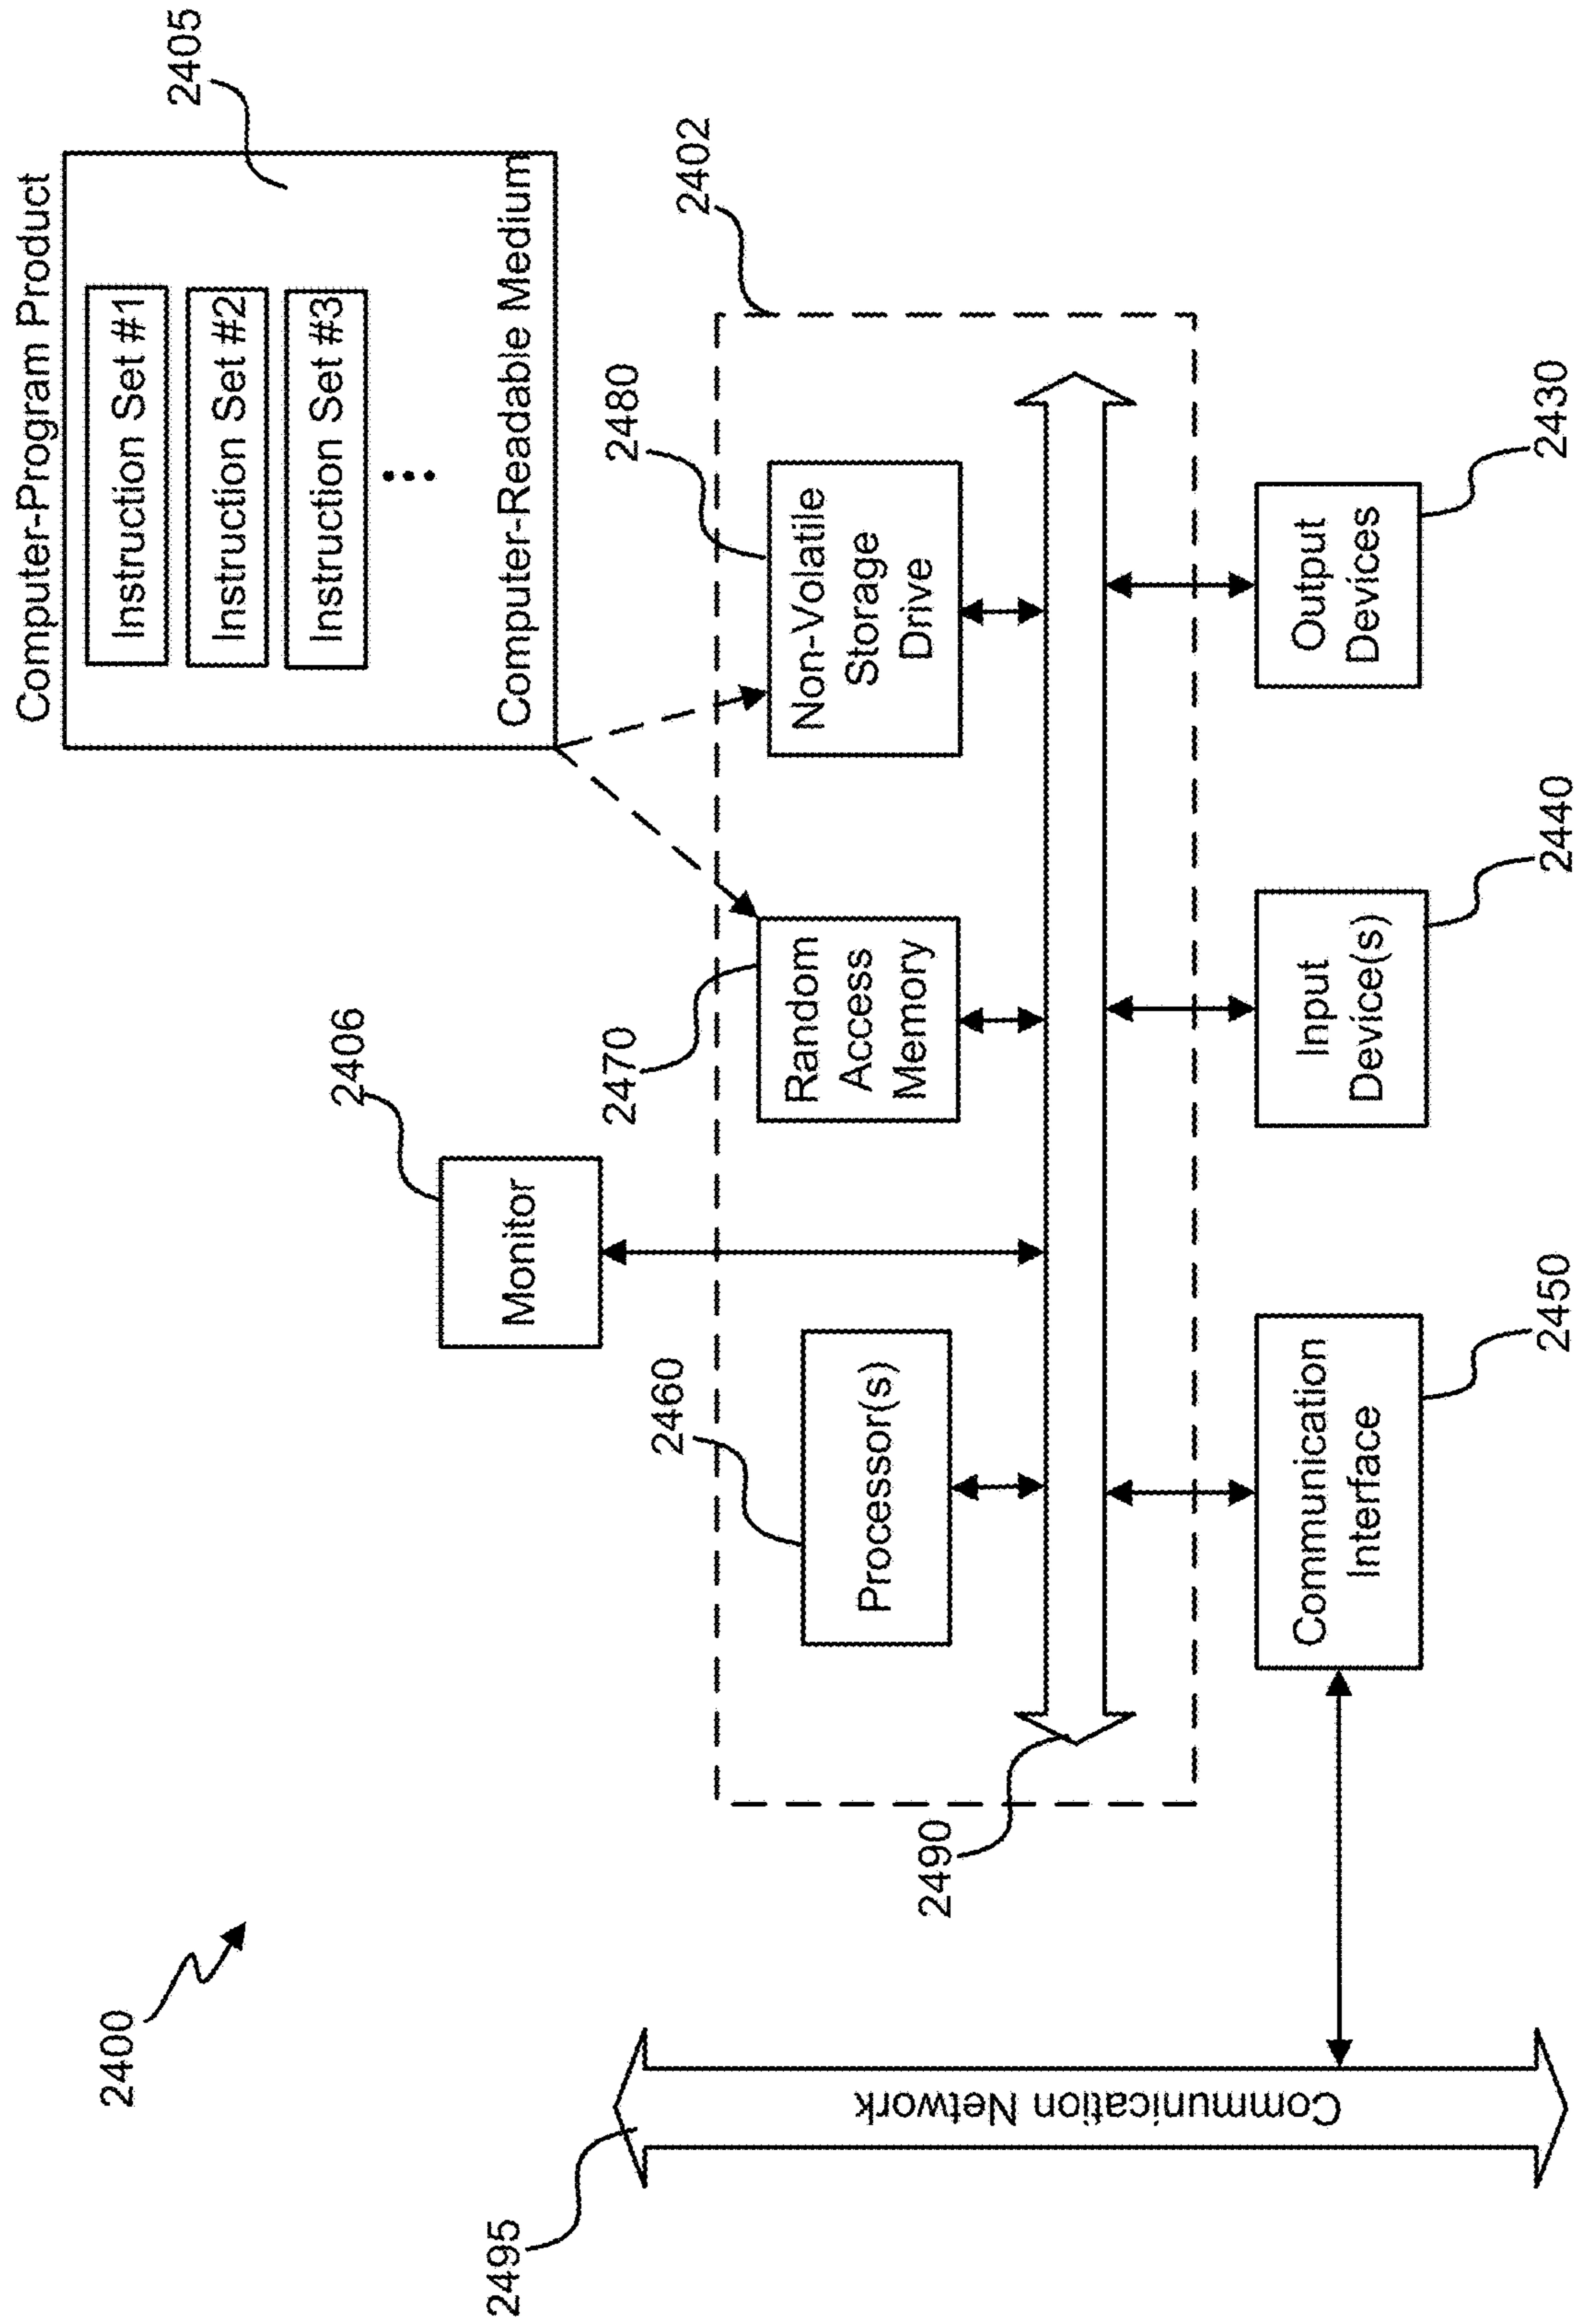 2400
Computer-Program Product
2405
Instruction Set #1
Instruction Set #2
Instruction Set #3
Computer-Readable Medium
2406
Monitor
2402
2460
2470
2480
Processor(s)
Random
Access
Memory
Non-Volatile
Storage
Drive
2490
2495
Communication Network
Communication
Interface
2450
Input
Device(s)
2440
Output
Devices
2430